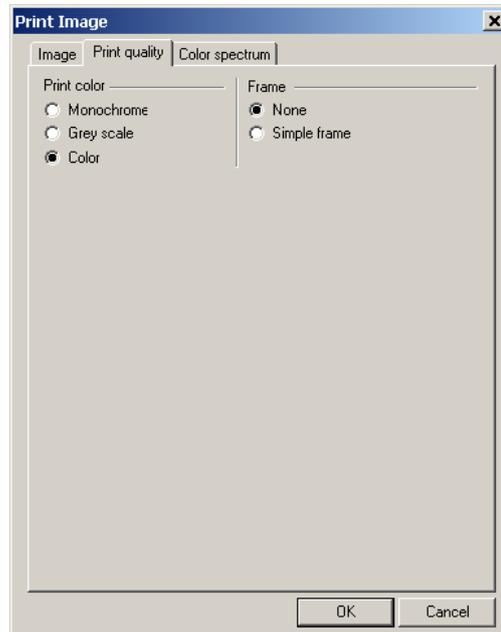 Print Image
Image Print quality Color spectrum
Print color
Monochrome
Grey scale
Color
Frame
None
Simple frame
OK Cancel